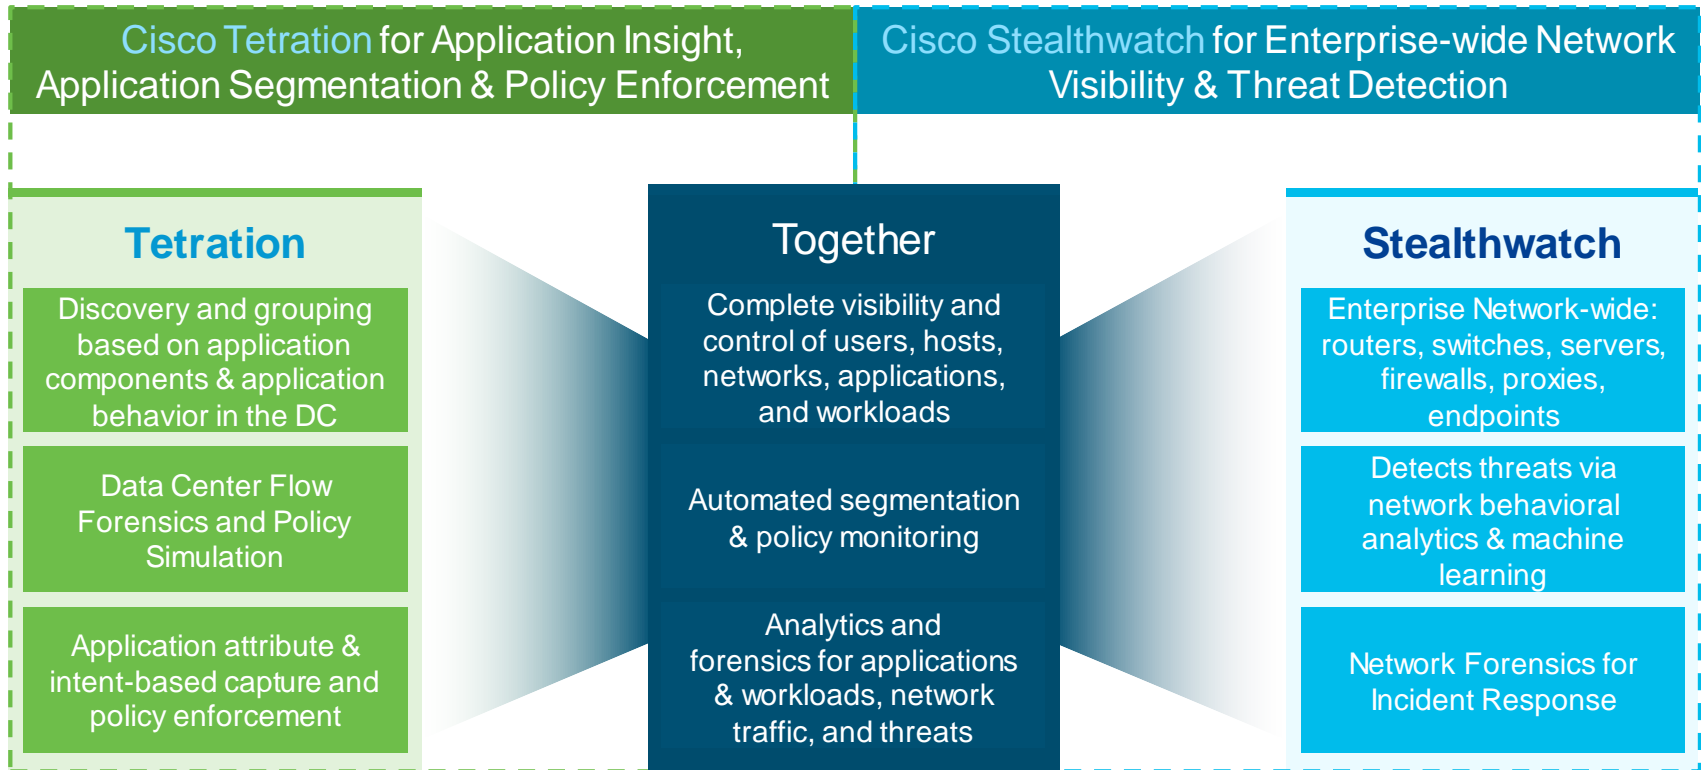 Cisco Tetration for Application Insight,
Application Segmentation & Policy Enforcement
Cisco Stealthwatch for Enterprise-wide Network
Visibility & Threat Detection
Tetration
Discovery and grouping
based on application
components & application
behavior in the DC
Data Center Flow
Forensics and Policy
Simulation
Application attribute &
intent-based capture and
policy enforcement
Together
Complete visibility and
control of users, hosts,
networks, applications,
and workloads
Automated segmentation
& policy monitoring
Analytics and
forensics for applications
& workloads, network
traffic, and threats
Stealthwatch
Enterprise Network-wide:
routers, switches, servers,
firewalls, proxies,
endpoints
Detects threats via
network behavioral
analytics & machine
learning
Network Forensics for
Incident Response